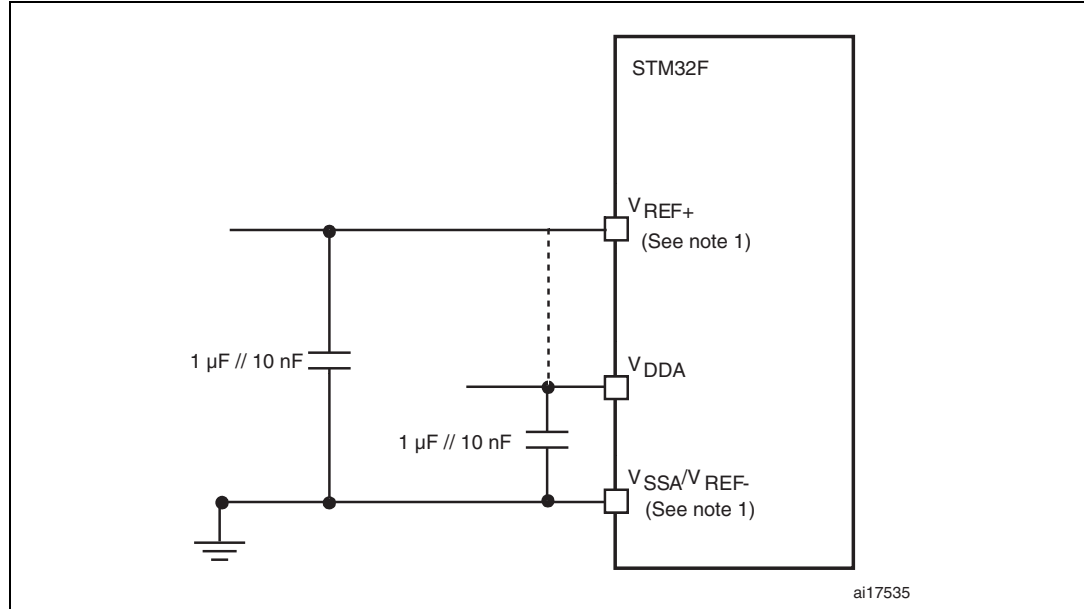 STM32F
VREF+
(See note 1)
1 µF // 10 nF
VDDA
1 µF // 10 nF
VSSA/VREF-
(See note 1)
ai17535